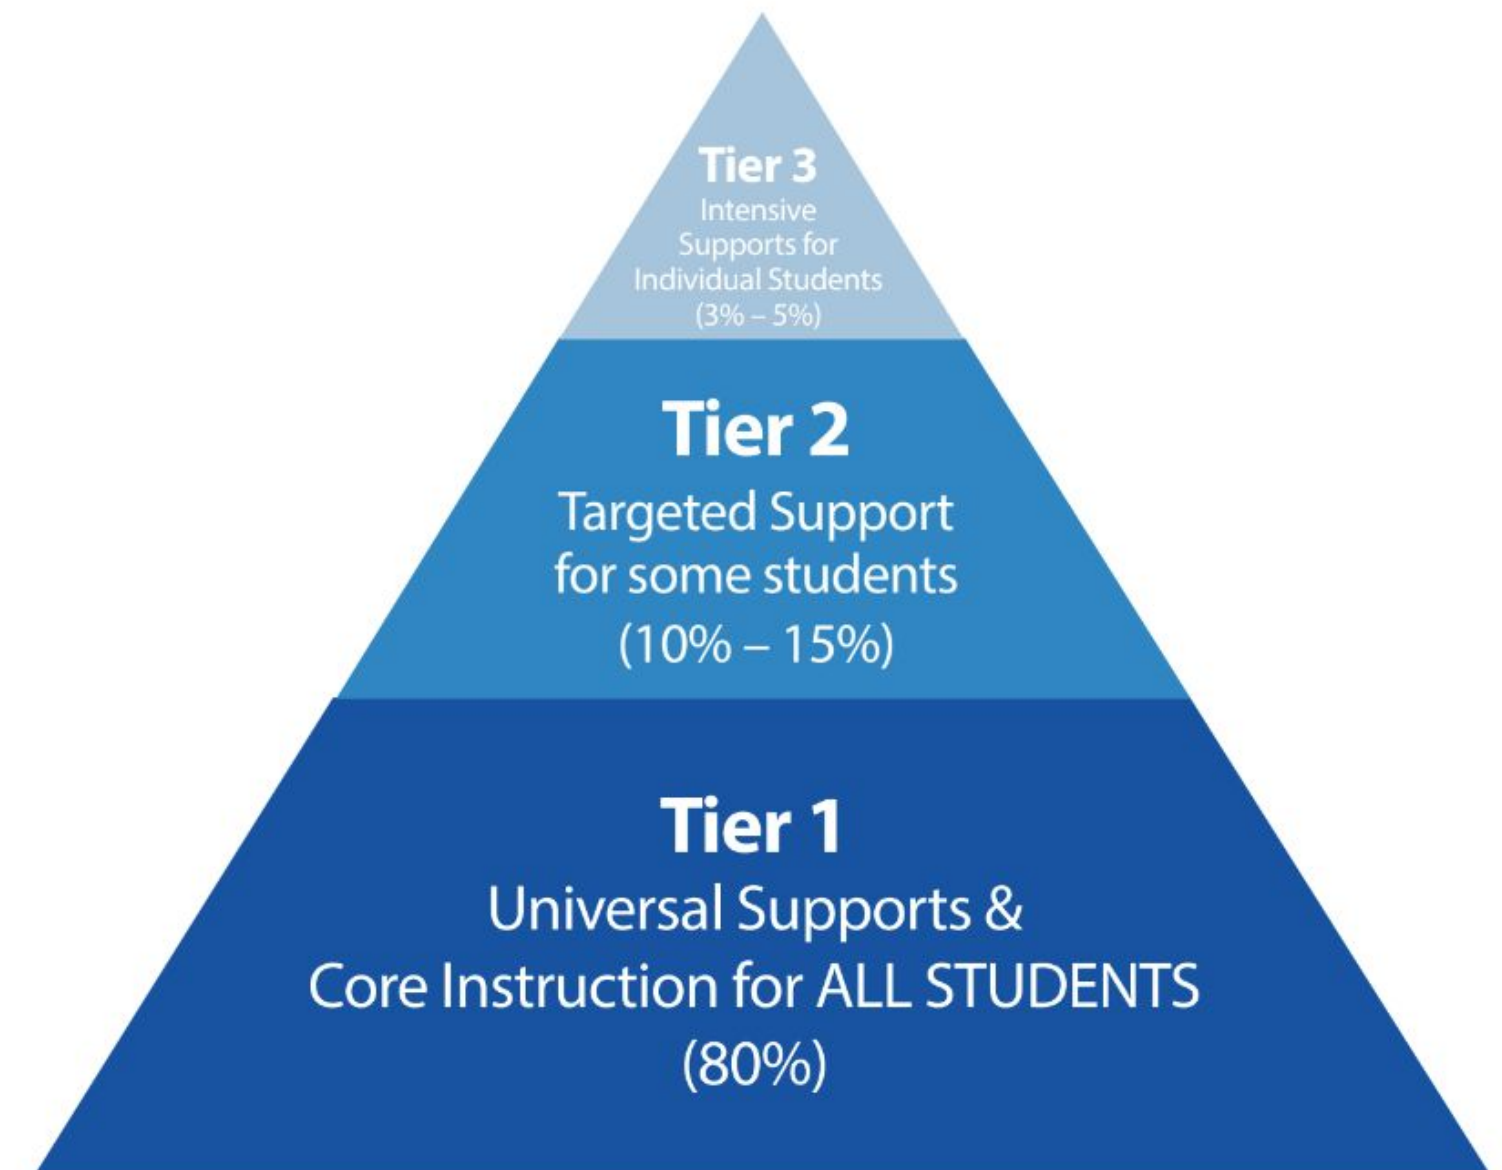 Tier 3
Intensive
Supports for
Individual Students
(3% – 5%)
Tier 2
Targeted Support
for some students
(10% – 15%)
Tier 1
Universal Supports &
Core Instruction for ALL STUDENTS
(80%)